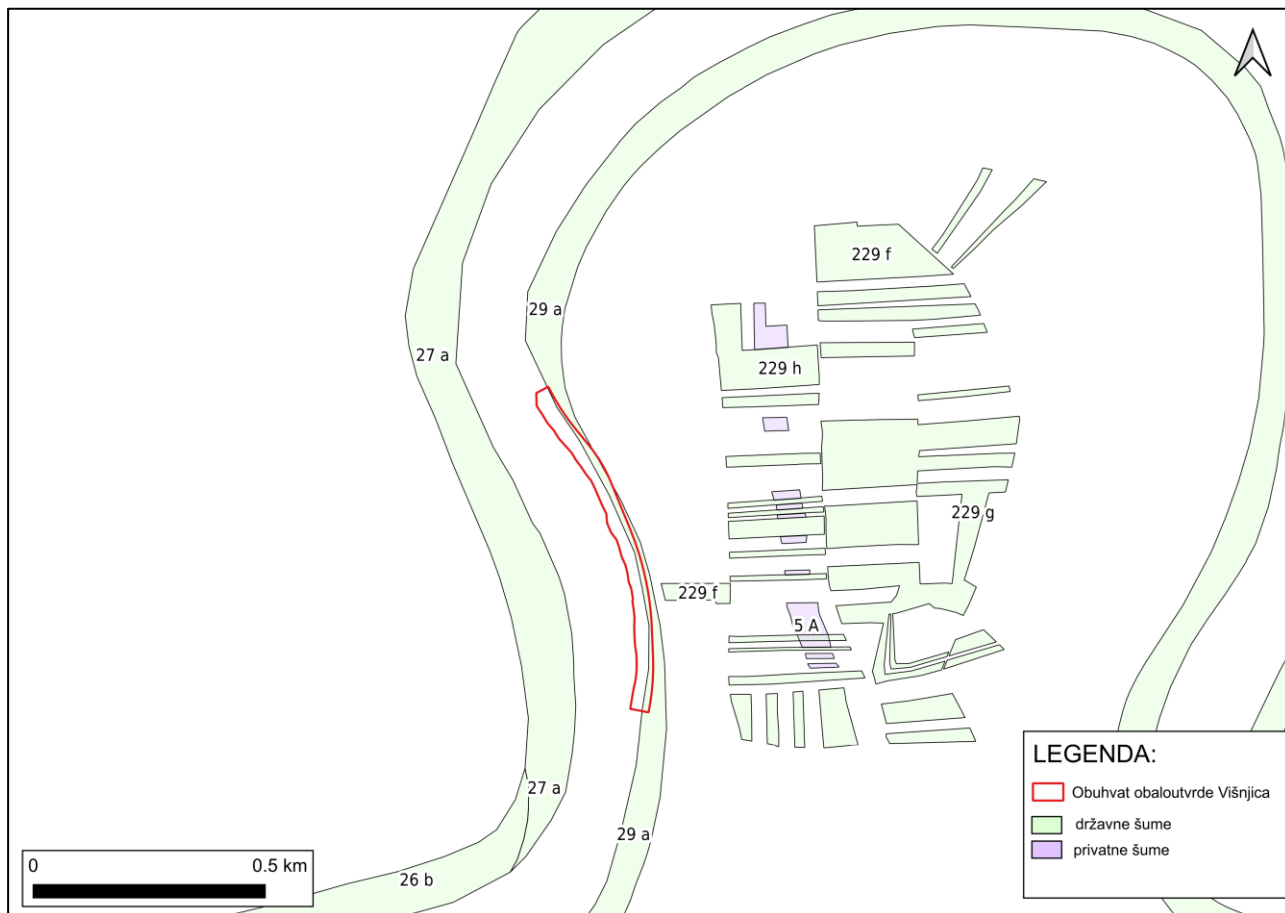 229 f
29 a
27 a
229 h
229 g
229 f
5 A
27 a
29 a
26 b
0 0.5 km
LEGENDA:
Obuhvat obaloutvrde Višnjica
državne šume
privatne šume